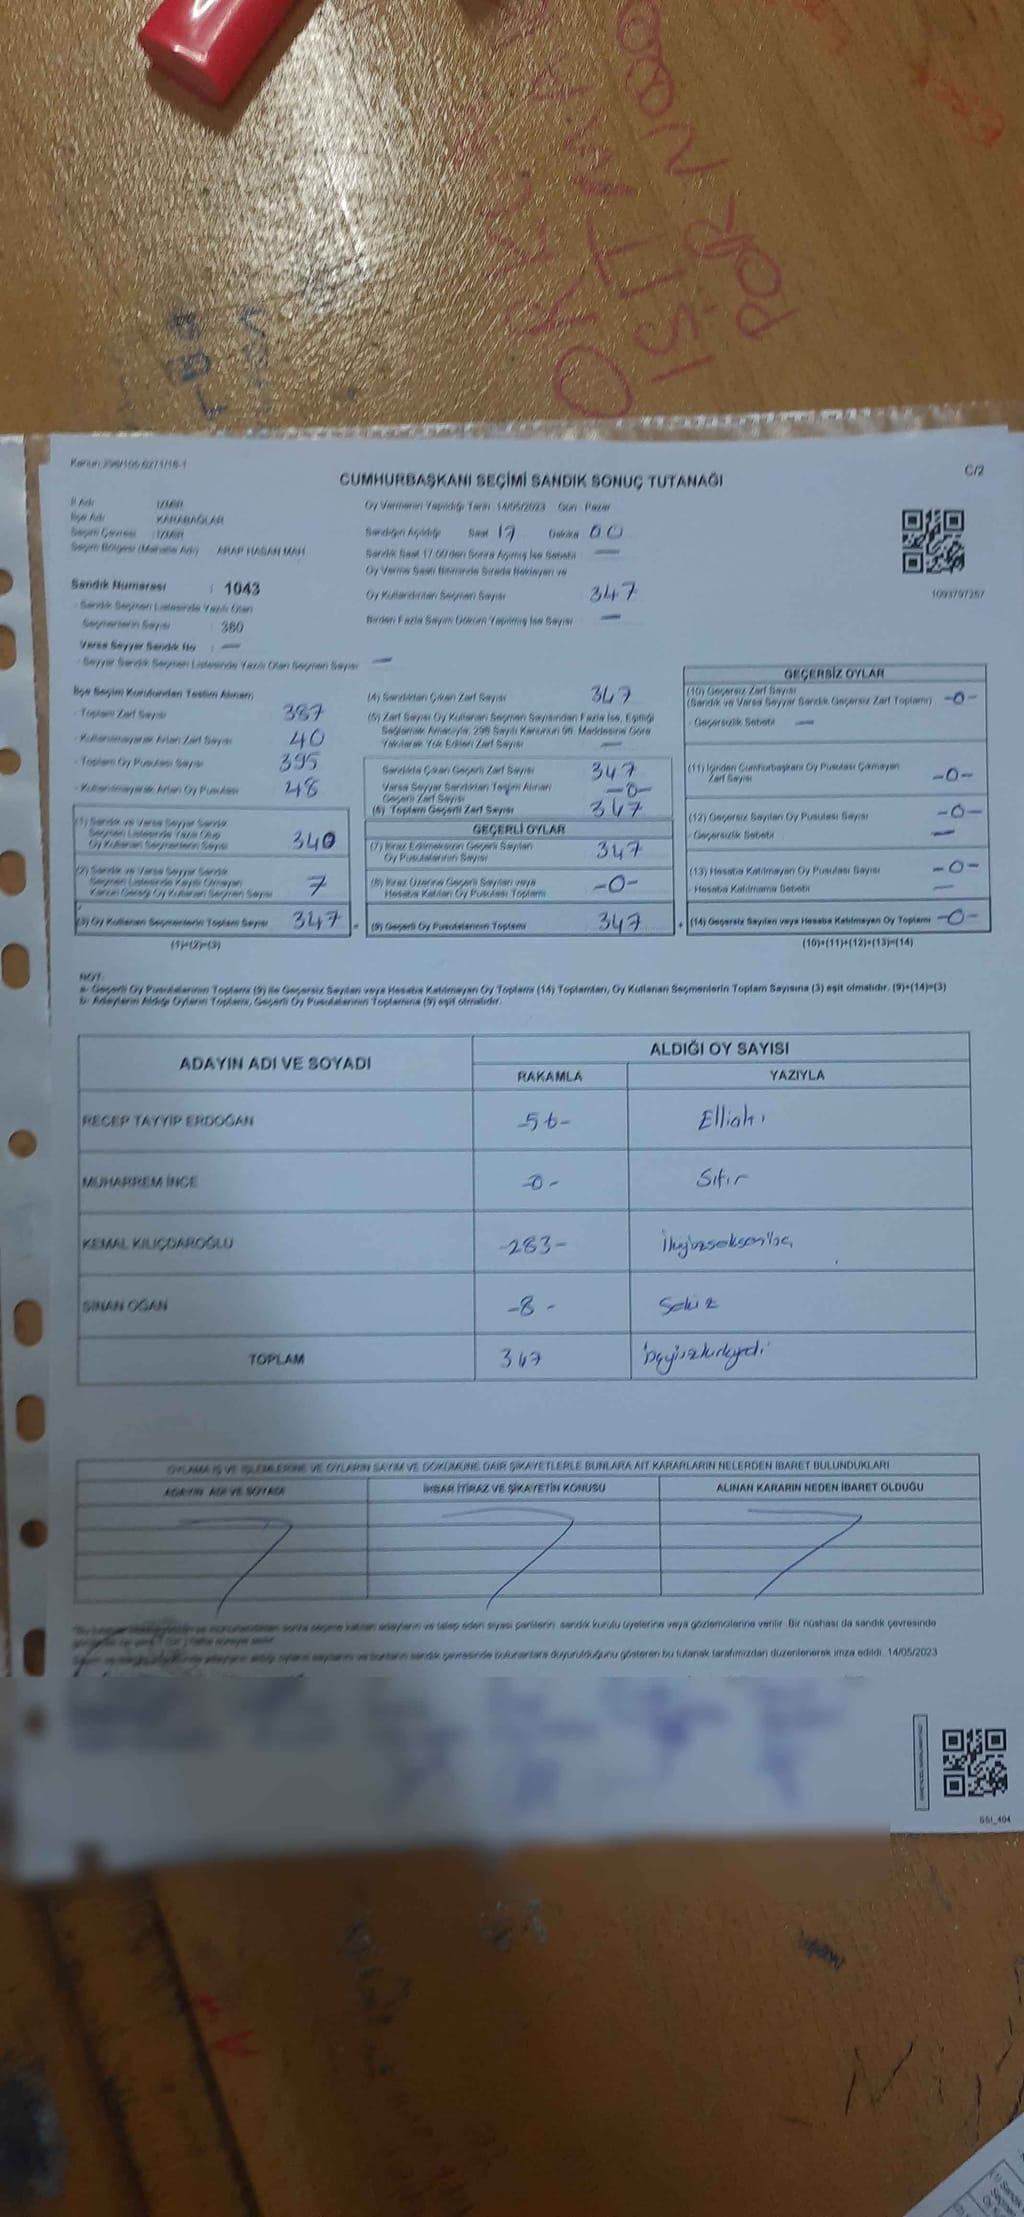 Kanun:298/105 6271/18-1
C/2
CUMHURBAŞKANI SEÇİMİ SANDIK SONUÇ TUTANAĞI
İl Adı : İZMİR
İlçe Adı : KARABAĞLAR
Seçim Çevresi : İZMİR
Seçim Bölgesi (Mahalle Adı) : ARAP HASAN MAH.
Sandık Numarası : 1043
- Sandık Seçmen Listesinde Yazılı Olan
Seçmenlerin Sayısı : 380
Varsa Seyyar Sandık No : —
- Seyyar Sandık Seçmen Listesinde Yazılı Olan Seçmen Sayısı —
Oy Vermenin Yapıldığı Tarih : 14/05/2023 Gün : Pazar
Sandığın Açıldığı Saat 17 Dakika 00
Sandık Saat 17:00'den Sonra Açılmış İse Sebebi —
Oy Verme Saati Bitiminde Sırada Bekleyen ve
Oy Kullandırılan Seçmen Sayısı 347
Birden Fazla Sayım Döküm Yapılmış İse Sayısı —
1093797257
İlçe Seçim Kurulundan Teslim Alınan;
- Toplam Zarf Sayısı 387
- Kullanılmayarak Artan Zarf Sayısı 40
- Toplam Oy Pusulası Sayısı 395
- Kullanılmayarak Artan Oy Pusulası 48
(1) Sandık ve Varsa Seyyar Sandık
Seçmen Listesinde Yazılı Olup
Oy Kullanan Seçmenlerin Sayısı 340
(2) Sandık ve Varsa Seyyar Sandık
Seçmen Listesinde Kaydı Olmayan
Kanun Gereği Oy Kullanan Seçmen Sayısı 7
(3) Oy Kullanan Seçmenlerin Toplam Sayısı 347 =
(1)+(2)=(3)
(4) Sandıktan Çıkan Zarf Sayısı 347
(5) Zarf Sayısı Oy Kullanan Seçmen Sayısından Fazla İse, Eşitliği
Sağlamak Amacıyla, 298 Sayılı Kanunun 98. Maddesine Göre
Yakılarak Yok Edilen Zarf Sayısı —
Sandıkta Çıkan Geçerli Zarf Sayısı 347
Varsa Seyyar Sandıktan Teslim Alınan
Geçerli Zarf Sayısı -0-
(6) Toplam Geçerli Zarf Sayısı 347
GEÇERLİ OYLAR
(7) İtiraz Edilmeksizin Geçerli Sayılan
Oy Pusulalarının Sayısı 347
(8) İtiraz Üzerine Geçerli Sayılan veya
Hesaba Katılan Oy Pusulası Toplamı -0-
(9) Geçerli Oy Pusulalarının Toplamı 347 +
GEÇERSİZ OYLAR
(10) Geçersiz Zarf Sayısı
(Sandık ve Varsa Seyyar Sandık Geçersiz Zarf Toplamı) -0-
- Geçersizlik Sebebi —
(11) İçinden Cumhurbaşkanı Oy Pusulası Çıkmayan
Zarf Sayısı -0-
(12) Geçersiz Sayılan Oy Pusulası Sayısı -0-
- Geçersizlik Sebebi —
(13) Hesaba Katılmayan Oy Pusulası Sayısı -0-
- Hesaba Katılmama Sebebi —
(14) Geçersiz Sayılan veya Hesaba Katılmayan Oy Toplamı -0-
(10)+(11)+(12)+(13)=(14)
NOT:
a- Geçerli Oy Pusulalarının Toplamı (9) ile Geçersiz Sayılan veya Hesaba Katılmayan Oy Toplamı (14) Toplamları, Oy Kullanan Seçmenlerin Toplam Sayısına (3) eşit olmalıdır. (9)+(14)=(3)
b- Adayların Aldığı Oyların Toplamı, Geçerli Oy Pusulalarının Toplamına (9) eşit olmalıdır.
ADAYIN ADI VE SOYADI
ALDIĞI OY SAYISI
RAKAMLA YAZIYLA
RECEP TAYYİP ERDOĞAN -56- Ellialtı
MUHARREM İNCE -0- Sıfır
KEMAL KILIÇDAROĞLU -283- İkiyüzseksenüç
SİNAN OĞAN -8- Sekiz
TOPLAM 347 üçyüzkırkyedi
OYLAMA İŞ VE İŞLEMLERİNE VE OYLARIN SAYIM VE DÖKÜMÜNE DAİR ŞİKAYETLERLE BUNLARA AİT KARARLARIN NELERDEN İBARET BULUNDUKLARI
ADAYIN ADI VE SOYADI İHBAR İTİRAZ VE ŞİKAYETİN KONUSU ALINAN KARARIN NEDEN İBARET OLDUĞU
sonra seçime katılan adayların ve talep eden siyasi partilerin sandık kurulu üyelerine veya gözlemcilerine verilir. Bir nüshası da sandık çevresinde
adayların aldığı oyların sayılarını ve bunların sandık çevresinde bulunanlara duyurulduğunu gösteren bu tutanak tarafımızdan düzenlenerek imza edildi. 14/05/2023
SSI_404